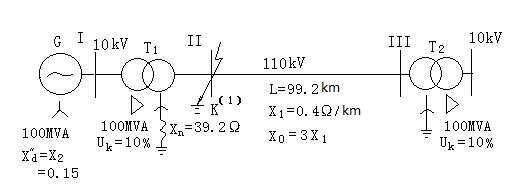 G I 10kV T₁ II 110kV III T₂ 10kV
L=99.2km
X₁=0.4Ω/km
X₀=3X₁
K⁽¹⁾
Xₙ=39.2Ω
100MVA
X″d=X₂
=0.15
100MVA
Uk=10%
100MVA
Uk=10%